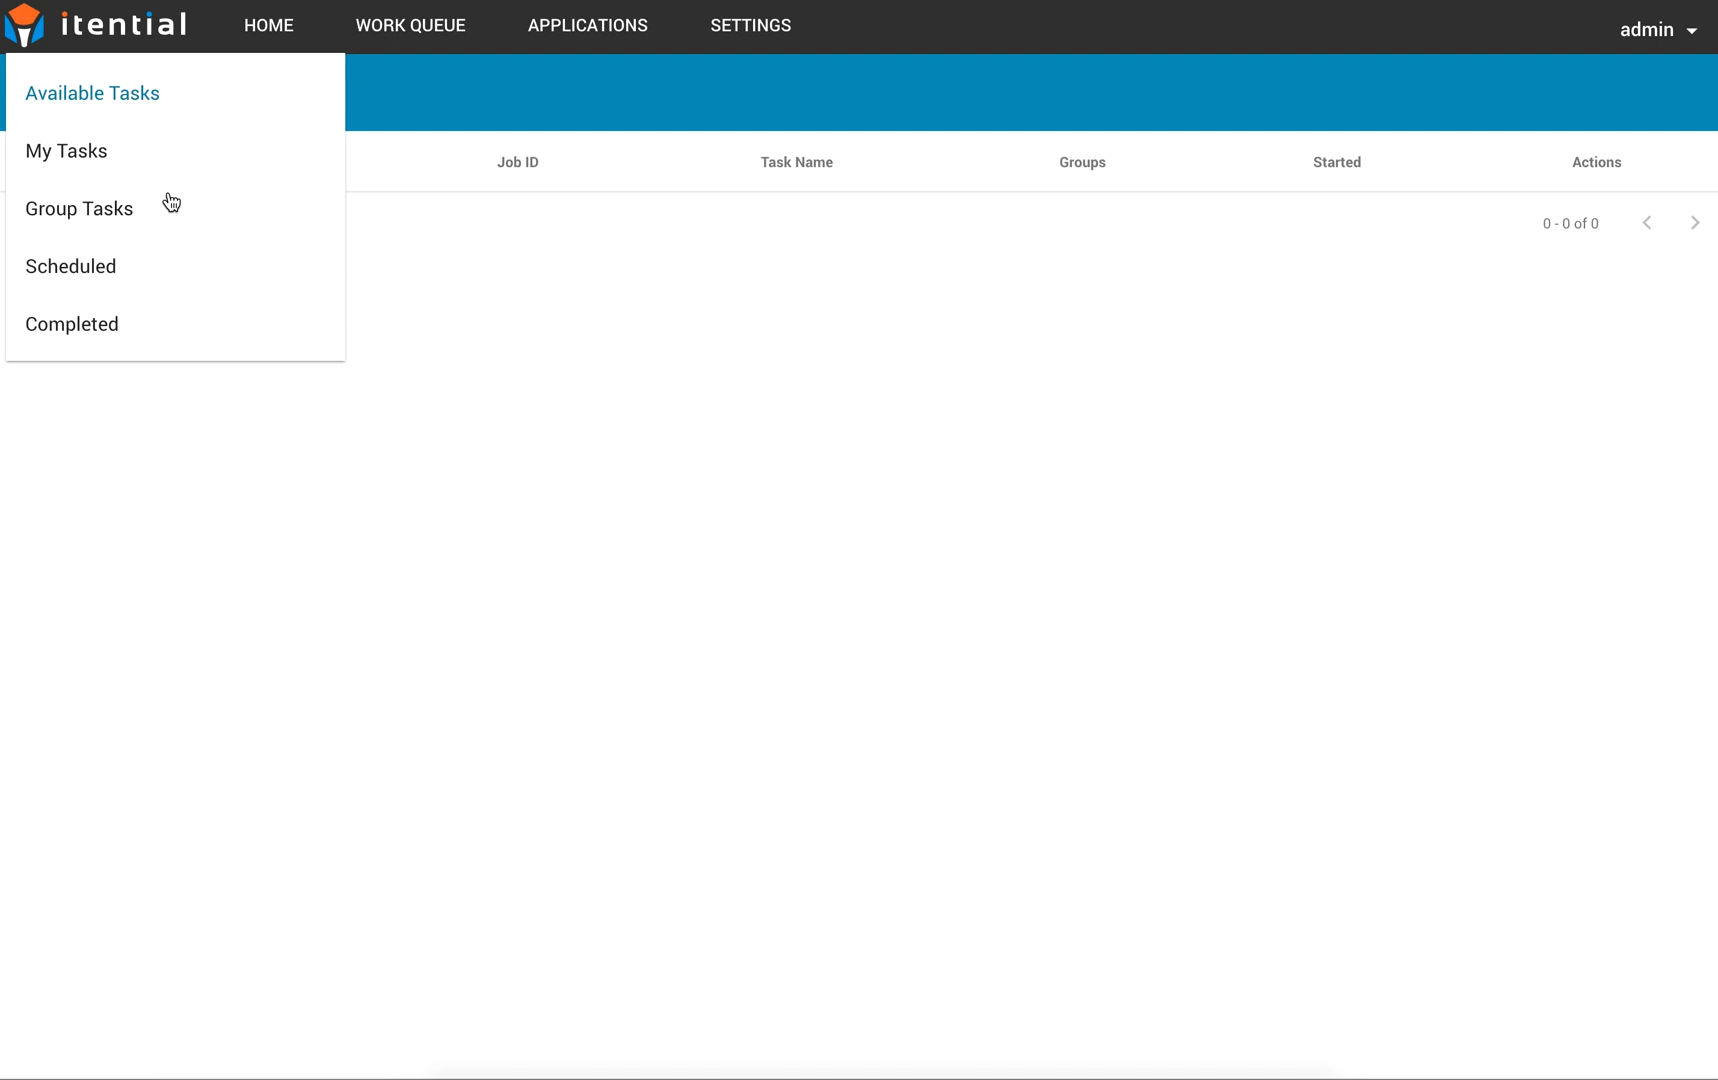 itential HOME WORK QUEUE APPLICATIONS SETTINGS admin
Available Tasks
My Tasks
Job ID Task Name Groups Started Actions
Group Tasks
0 - 0 of 0
Scheduled
Completed